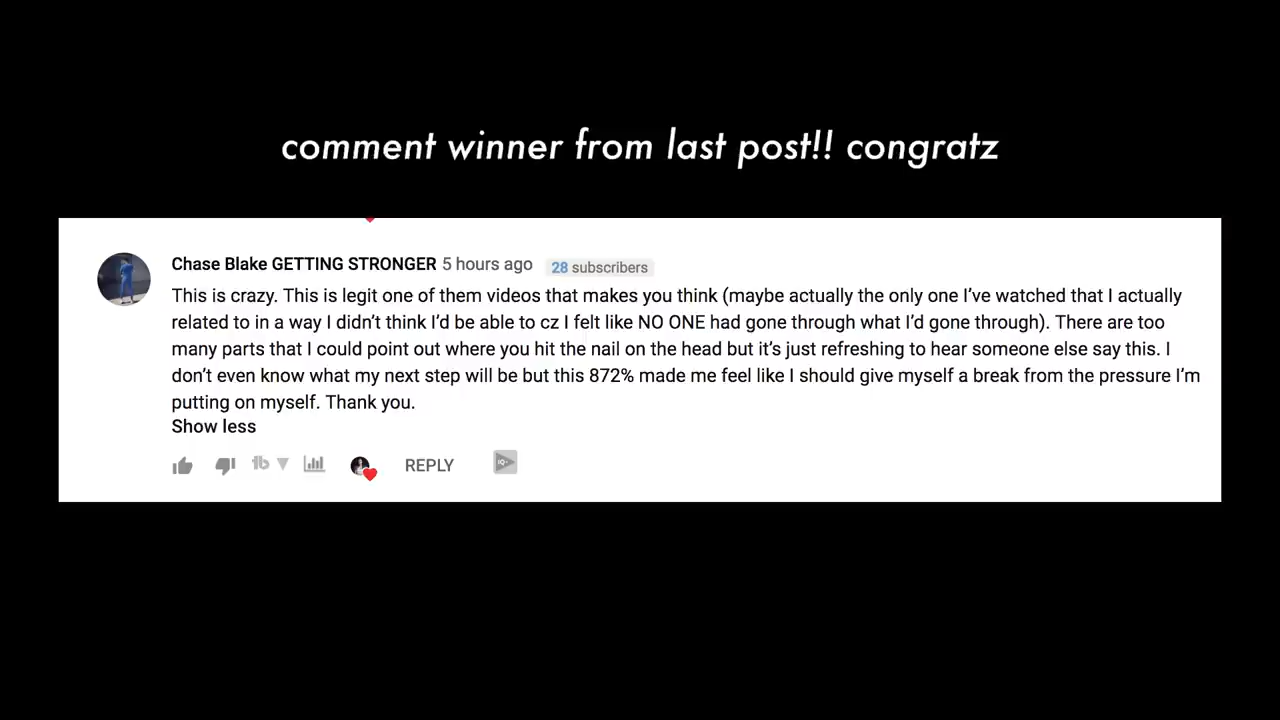 comment winner from last post!! congratz
Chase Blake GETTING STRONGER 5 hours ago 28 subscribers
This is crazy. This is legit one of them videos that makes you think (maybe actually the only one I've watched that I actually
related to in a way I didn't think I'd be able to cz I felt like NO ONE had gone through what I'd gone through). There are too
many parts that I could point out where you hit the nail on the head but it's just refreshing to hear someone else say this. I
don't even know what my next step will be but this 872% made me feel like I should give myself a break from the pressure I'm
putting on myself. Thank you.
Show less
tb REPLY IQ